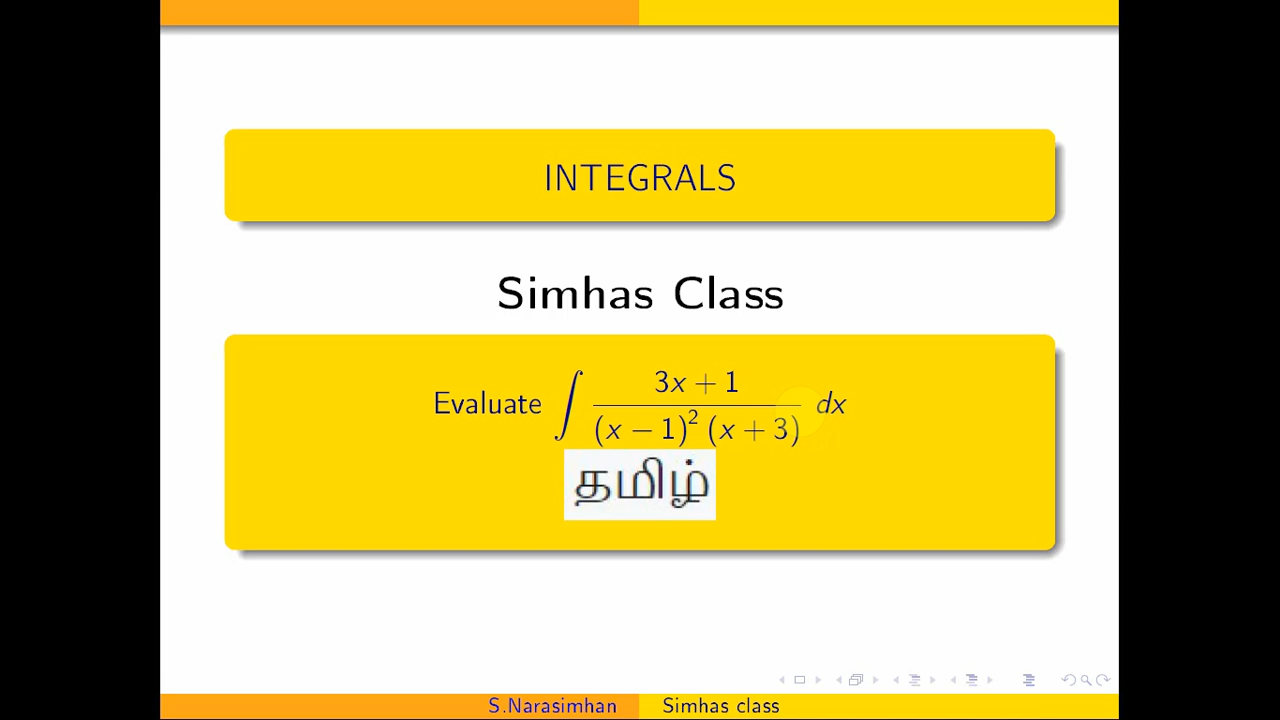 INTEGRALS
Simhas Class
Evaluate ∫ (3x + 1) / ((x − 1)² (x + 3)) dx
தமிழ்
S.Narasimhan Simhas class